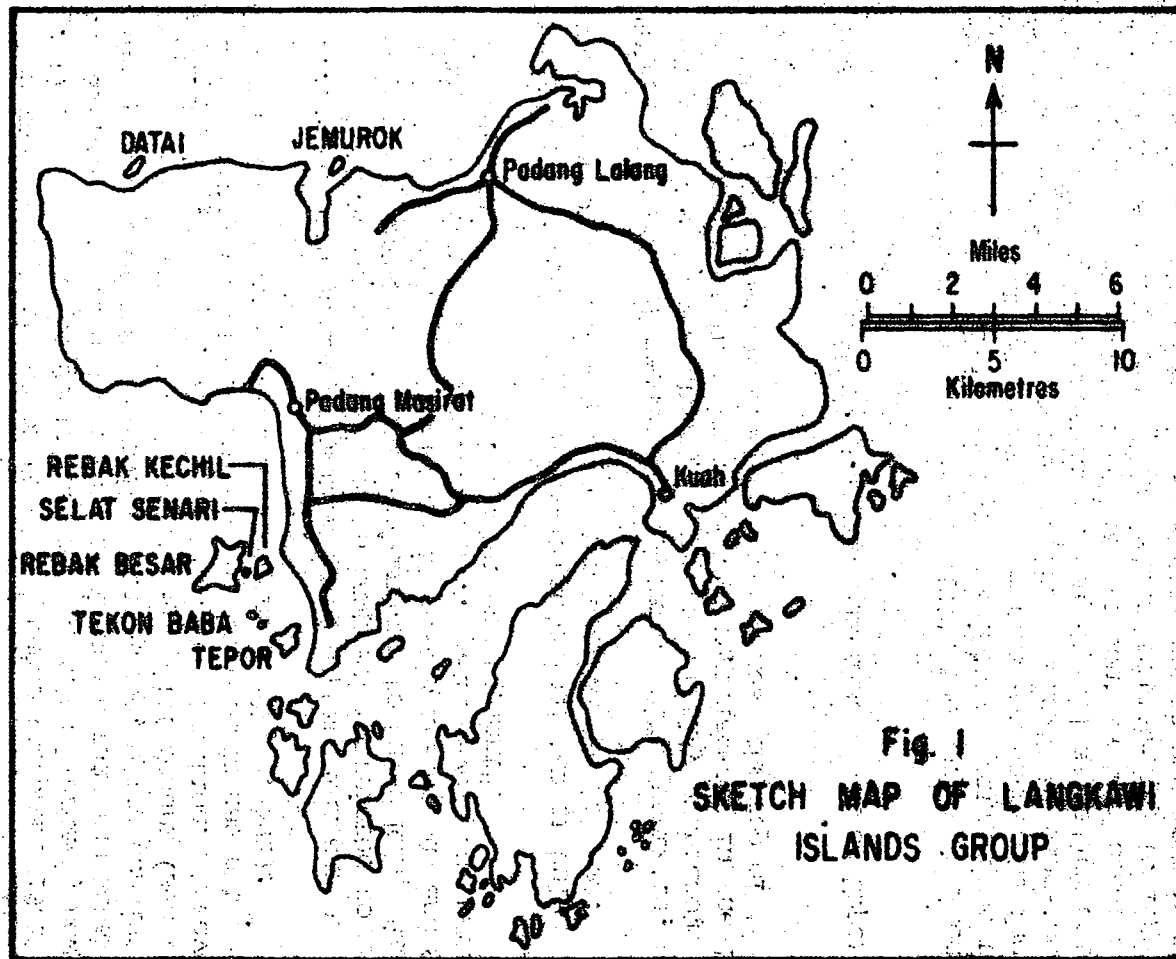 N
DATAI
JEMUROK
Padang Lalang
Miles
0 2 4 6
0 5 10
Kilometres
Padang Masirat
REBAK KECHIL
SELAT SENARI
Kuah
REBAK BESAR
TEKON BABA
TEPOR
Fig. 1
SKETCH MAP OF LANGKAWI
ISLANDS GROUP